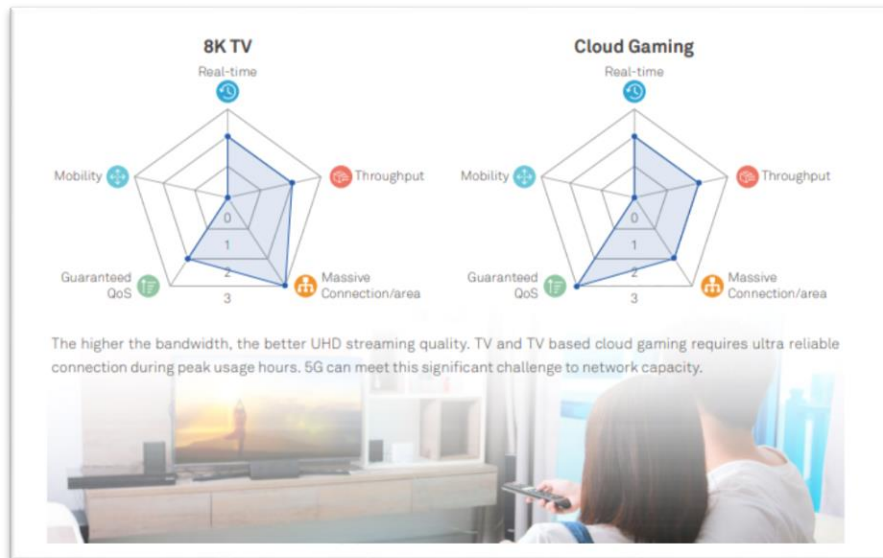 8K TV
Real-time
Mobility
Throughput
0
1
2
3
Guaranteed
QoS
Massive
Connection/area
Cloud Gaming
Real-time
Mobility
Throughput
0
1
2
3
Guaranteed
QoS
Massive
Connection/area
The higher the bandwidth, the better UHD streaming quality. TV and TV based cloud gaming requires ultra reliable
connection during peak usage hours. 5G can meet this significant challenge to network capacity.